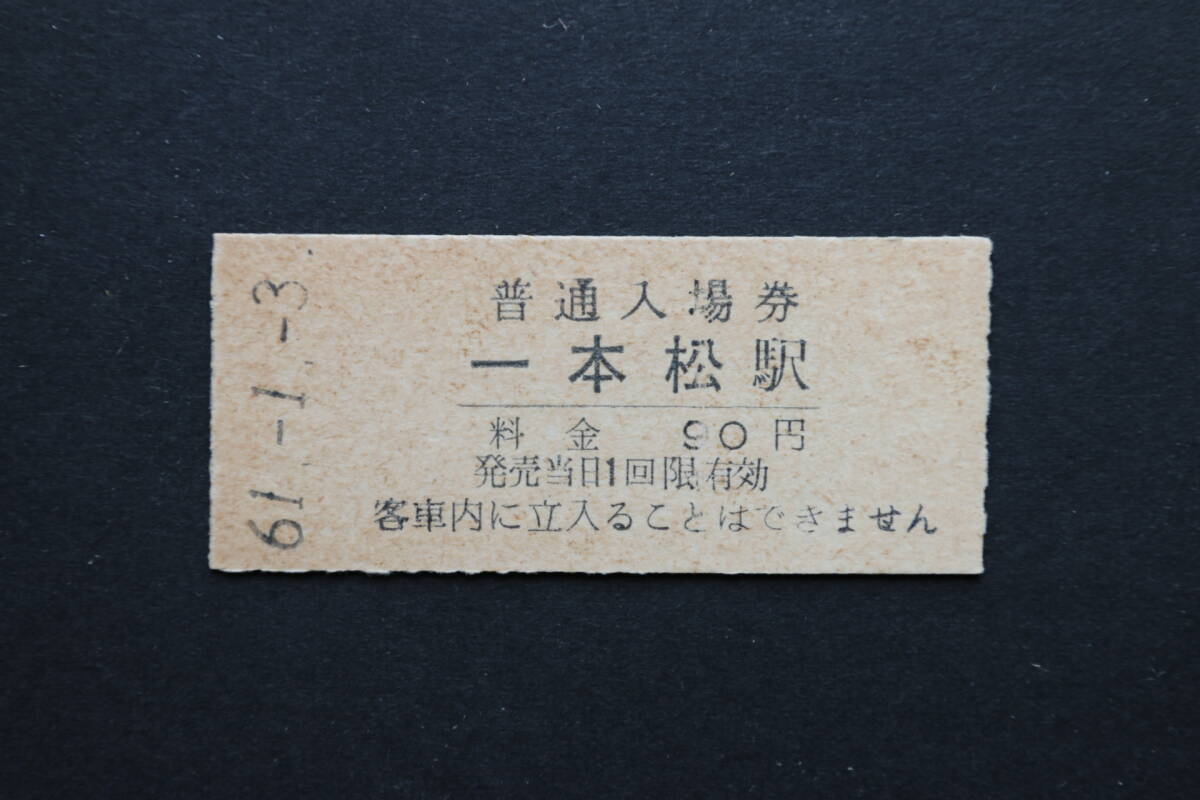 61.-1.-3
普通入場券
一本松駅
料金 90円
発売当日1回限有効
客車内に立入ることはできません